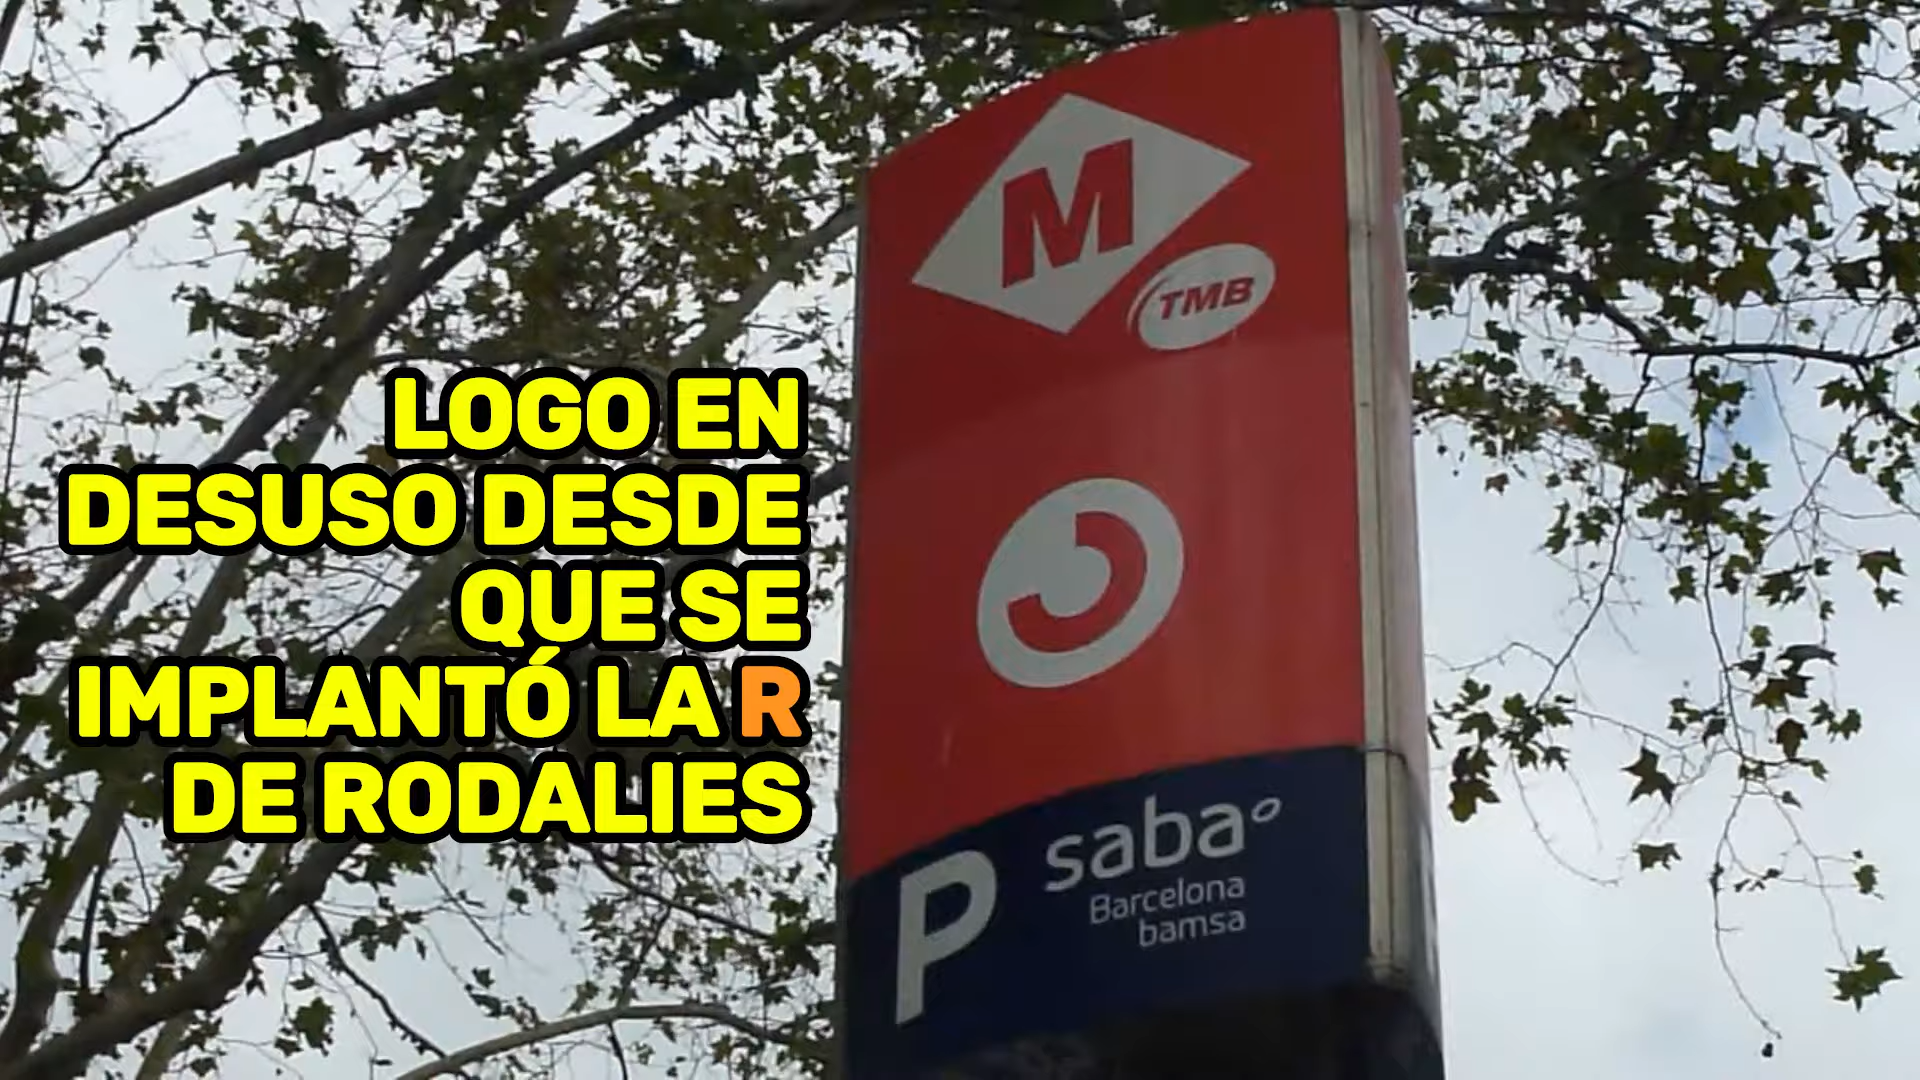 LOGO EN
DESUSO DESDE
QUE SE
IMPLANTÓ LA R
DE RODALIES
M
TMB
P
saba
Barcelona
bamsa